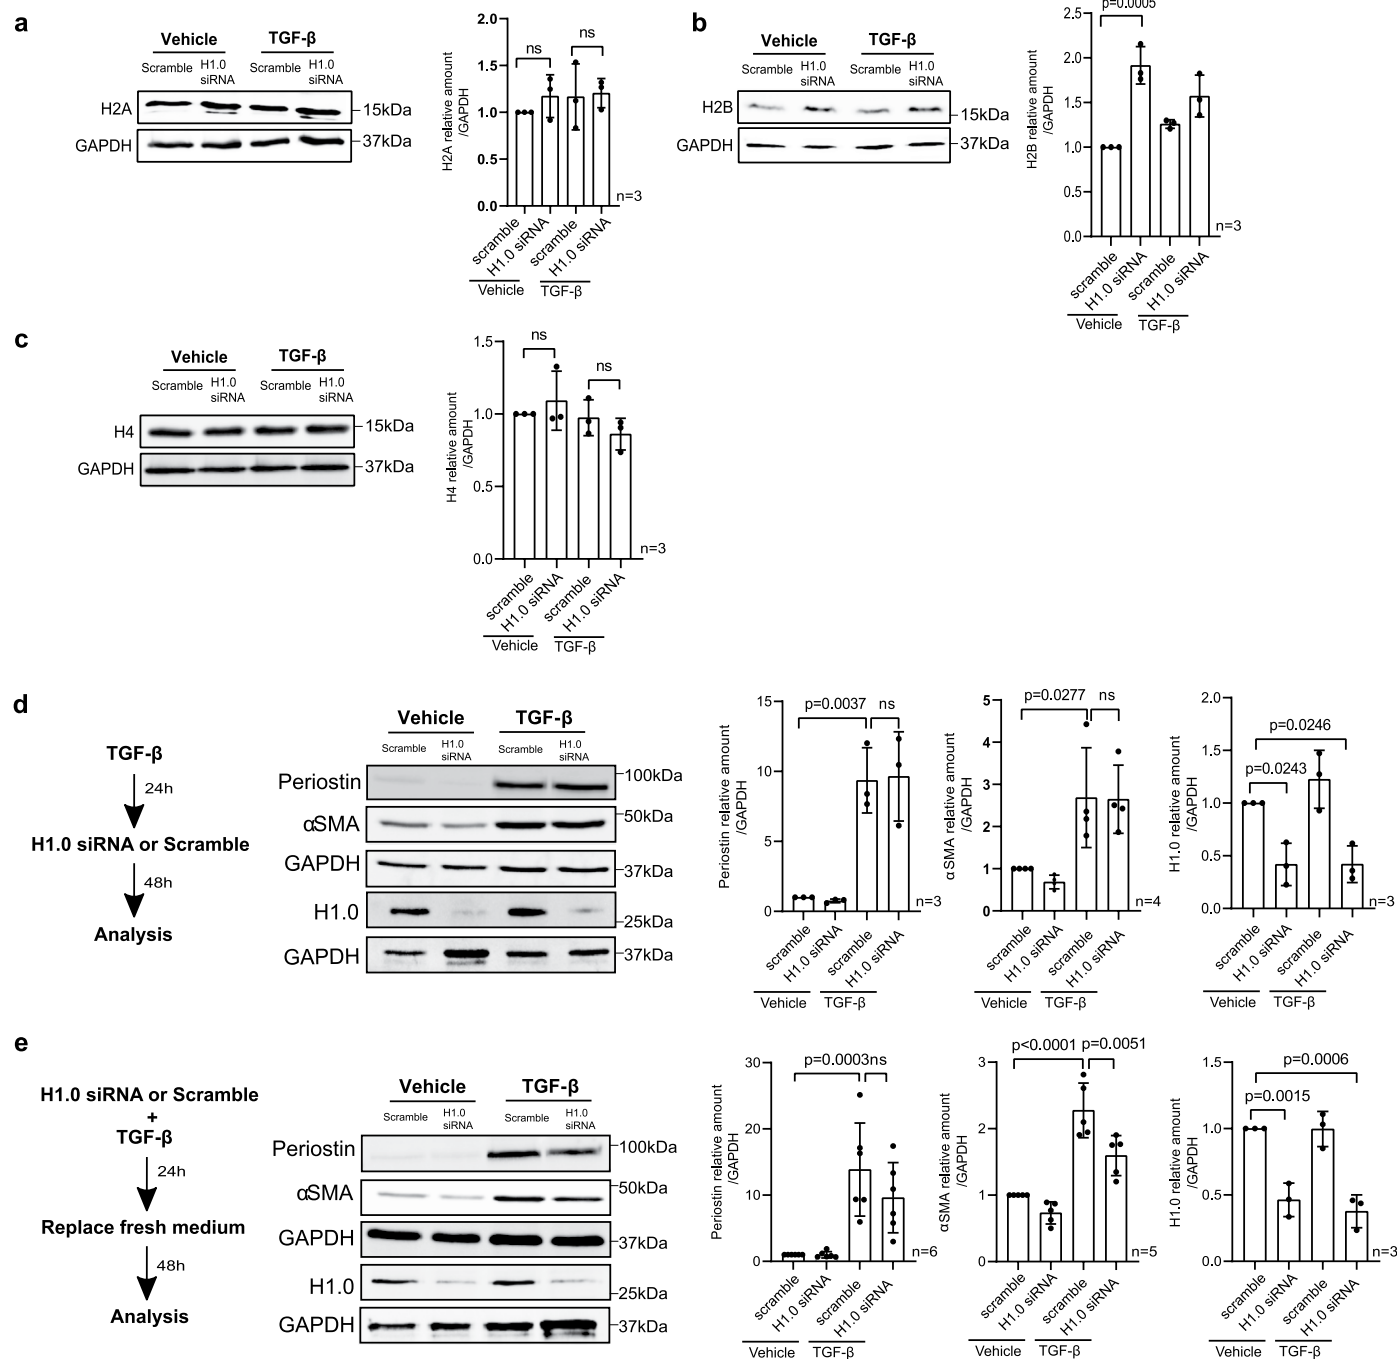 a
Vehicle
TGF-β
Scramble
H1.0
siRNA
Scramble
H1.0
siRNA
H2A
15kDa
GAPDH
37kDa
H2A relative amount
/GAPDH
2.0
1.5
1.0
0.5
0.0
ns
ns
n=3
scramble
H1.0 siRNA
scramble
H1.0 siRNA
Vehicle
TGF-β
b
Vehicle
TGF-β
Scramble
H1.0
siRNA
Scramble
H1.0
siRNA
H2B
15kDa
GAPDH
37kDa
H2B relative amount
/GAPDH
2.5
2.0
1.5
1.0
0.5
0.0
p=0.0005
n=3
scramble
H1.0 siRNA
scramble
H1.0 siRNA
Vehicle
TGF-β
c
Vehicle
TGF-β
Scramble
H1.0
siRNA
Scramble
H1.0
siRNA
H4
15kDa
GAPDH
37kDa
H4 relative amount
/GAPDH
1.5
1.0
0.5
0.0
ns
ns
n=3
scramble
H1.0 siRNA
scramble
H1.0 siRNA
Vehicle
TGF-β
d
TGF-β
24h
H1.0 siRNA or Scramble
48h
Analysis
Vehicle
TGF-β
Scramble
H1.0
siRNA
Scramble
H1.0
siRNA
Periostin
100kDa
αSMA
50kDa
GAPDH
37kDa
H1.0
25kDa
GAPDH
37kDa
Periostin relative amount
/GAPDH
15
10
5
0
p=0.0037
ns
n=3
scramble
H1.0 siRNA
scramble
H1.0 siRNA
Vehicle
TGF-β
αSMA relative amount
/GAPDH
5
4
3
2
1
0
p=0.0277
ns
n=4
scramble
H1.0 siRNA
scramble
H1.0 siRNA
Vehicle
TGF-β
H1.0 relative amount
/GAPDH
2.0
1.5
1.0
0.5
0.0
p=0.0246
p=0.0243
n=3
scramble
H1.0 siRNA
scramble
H1.0 siRNA
Vehicle
TGF-β
e
H1.0 siRNA or Scramble
+
TGF-β
24h
Replace fresh medium
48h
Analysis
Vehicle
TGF-β
Scramble
H1.0
siRNA
Scramble
H1.0
siRNA
Periostin
100kDa
αSMA
50kDa
GAPDH
37kDa
H1.0
25kDa
GAPDH
37kDa
Periostin relative amount
/GAPDH
30
20
10
0
p=0.0003
ns
n=6
scramble
H1.0 siRNA
scramble
H1.0 siRNA
Vehicle
TGF-β
αSMA relative amount
/GAPDH
3
2
1
0
p<0.0001
p=0.0051
n=5
scramble
H1.0 siRNA
scramble
H1.0 siRNA
Vehicle
TGF-β
H1.0 relative amount
/GAPDH
1.5
1.0
0.5
0.0
p=0.0006
p=0.0015
n=3
scramble
H1.0 siRNA
scramble
H1.0 siRNA
Vehicle
TGF-β